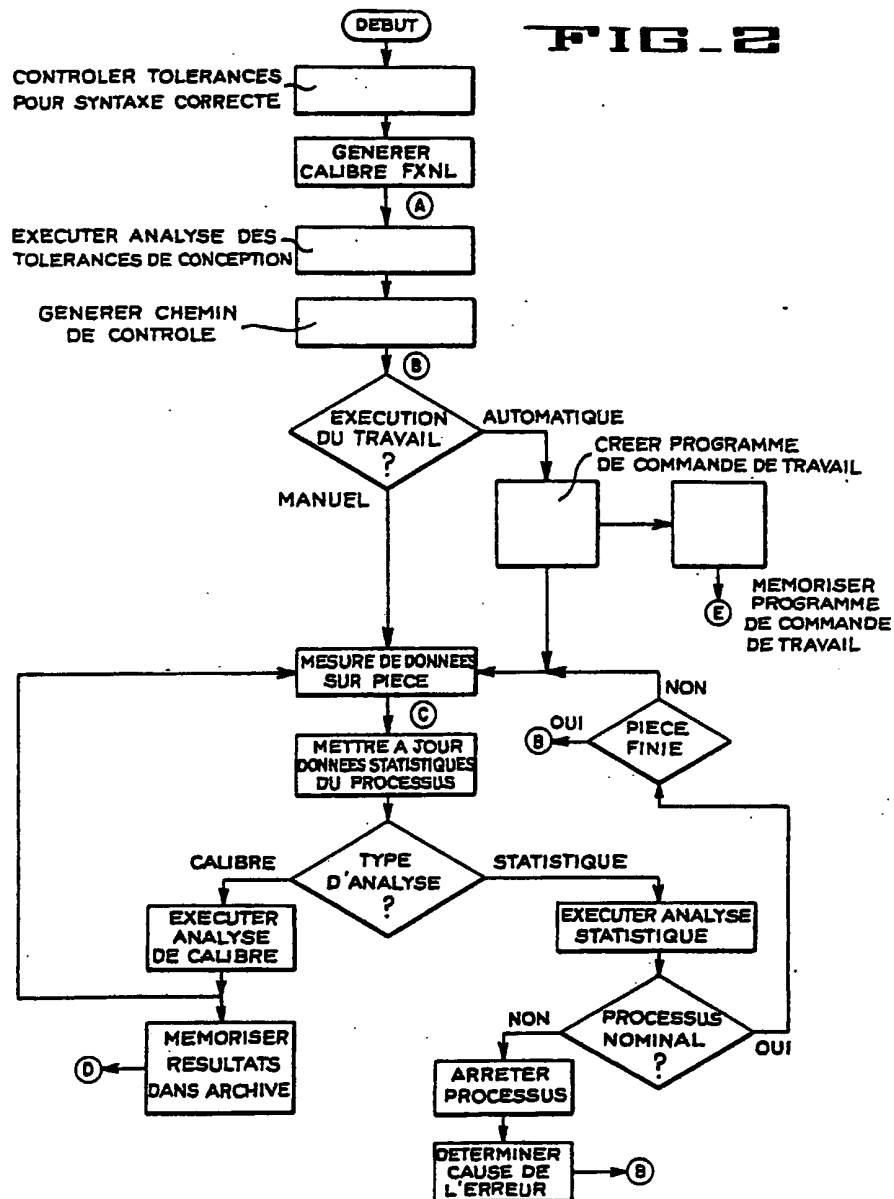 DEBUT
FIG_2
CONTROLER TOLERANCES
POUR SYNTAXE CORRECTE
GENERER
CALIBRE FXNL
A
EXECUTER ANALYSE DES
TOLERANCES DE CONCEPTION
GENERER CHEMIN
DE CONTROLE
B
EXECUTION
DU TRAVAIL
?
AUTOMATIQUE
MANUEL
CREER PROGRAMME
DE COMMANDE DE TRAVAIL
E
MEMORISER
PROGRAMME
DE COMMANDE
DE TRAVAIL
MESURE DE DONNEES
SUR PIECE
C
NON
PIECE
FINIE
OUI
B
METTRE A JOUR
DONNEES STATISTIQUES
DU PROCESSUS
TYPE
D'ANALYSE
?
CALIBRE
STATISTIQUE
EXECUTER
ANALYSE
DE CALIBRE
EXECUTER ANALYSE
STATISTIQUE
MEMORISER
RESULTATS
DANS ARCHIVE
D
PROCESSUS
NOMINAL
?
NON
OUI
ARRETER
PROCESSUS
DETERMINER
CAUSE DE
L'ERREUR
B